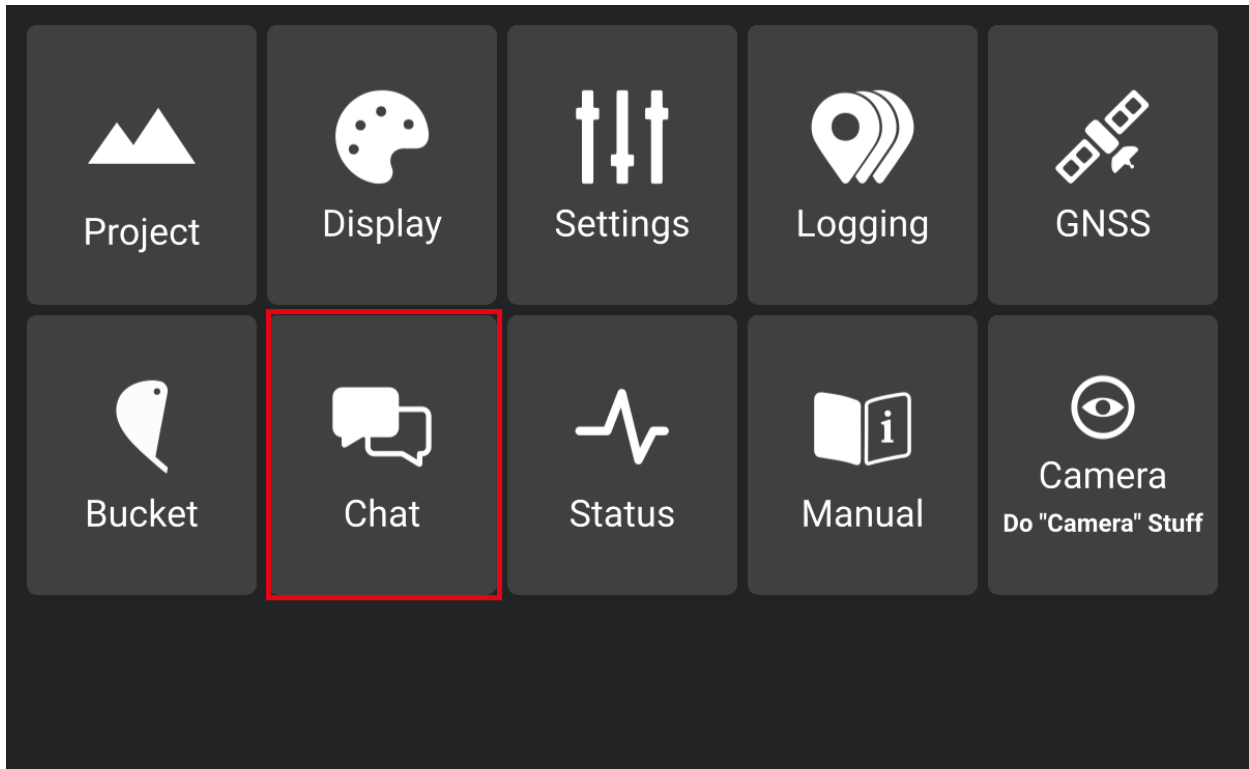 Project
Display
Settings
Logging
GNSS
Bucket
Chat
Status
i
Manual
Camera
Do "Camera" Stuff